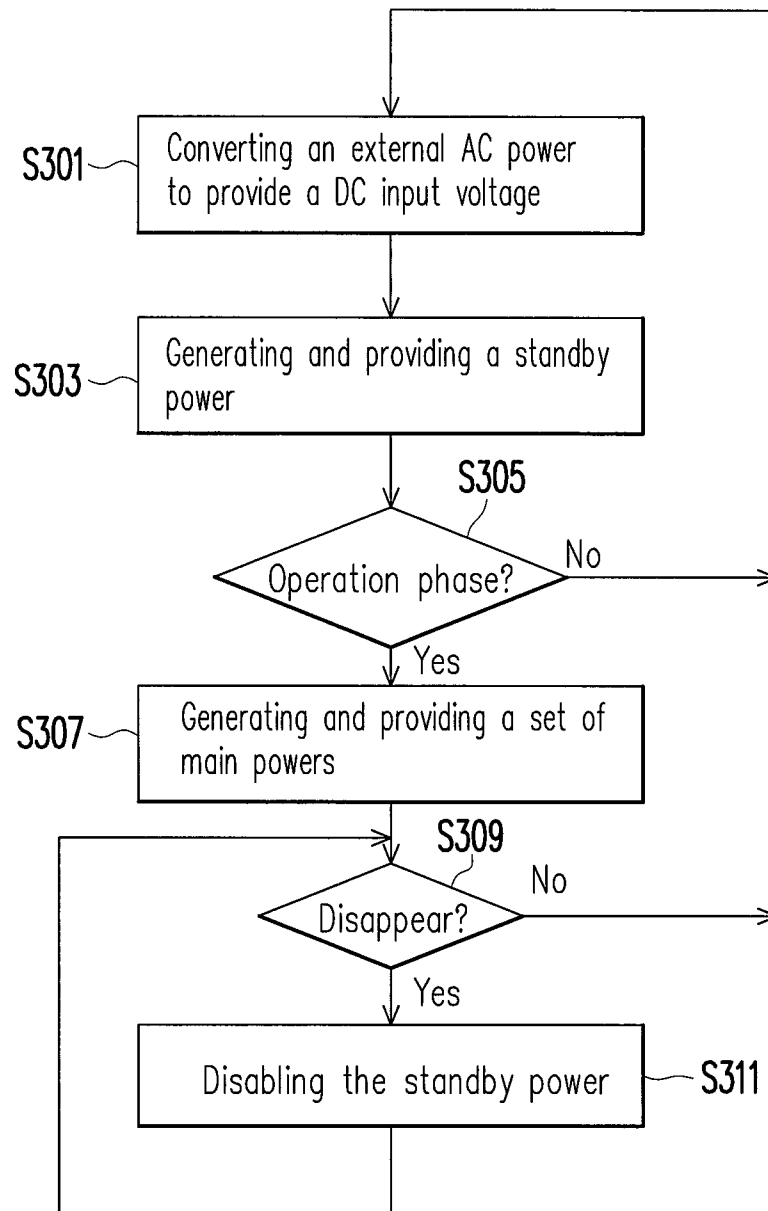 S301
Converting an external AC power
to provide a DC input voltage
S303
Generating and providing a standby
power
S305
Operation phase?
No
Yes
S307
Generating and providing a set of
main powers
S309
Disappear?
No
Yes
Disabling the standby power
S311